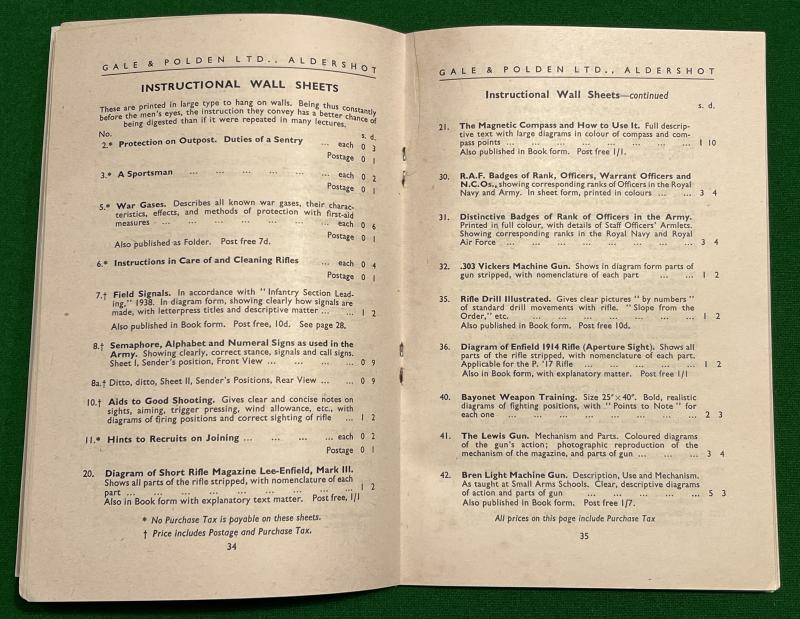 GALE & POLDEN LTD., ALDERSHOT
INSTRUCTIONAL WALL SHEETS
These are printed in large type to hang on walls. Being thus constantly
before the men's eyes, the instruction they convey has a better chance of
being digested than if it were repeated in many lectures.
No. s. d.
2.* Protection on Outpost. Duties of a Sentry ... each 0 3
Postage 0 1
3.* A Sportsman ... ... ... ... ... each 0 2
Postage 0 1
5.* War Gases. Describes all known war gases, their charac-
teristics, effects, and methods of protection with first-aid
measures ... ... ... ... ... ... each 0 6
Postage 0 1
Also published as Folder. Post free 7d.
6.* Instructions in Care of and Cleaning Rifles ... each 0 4
Postage 0 1
7.† Field Signals. In accordance with "Infantry Section Lead-
ing," 1938. In diagram form, showing clearly how signals are
made, with letterpress titles and descriptive matter ... ... 1 2
Also published in Book form. Post free, 10d. See page 28.
8.† Semaphore, Alphabet and Numeral Signs as used in the
Army. Showing clearly, correct stance, signals and call signs.
Sheet I, Sender's position, Front View ... ... ... ... 0 9
8a.† Ditto, ditto, Sheet II, Sender's Positions, Rear View ... ... 0 9
10.† Aids to Good Shooting. Gives clear and concise notes on
sights, aiming, trigger pressing, wind allowance, etc., with
diagrams of firing positions and correct sighting of rifle ... 1 2
11.* Hints to Recruits on Joining ... ... ... ... each 0 2
Postage 0 1
20. Diagram of Short Rifle Magazine Lee-Enfield, Mark III.
Shows all parts of the rifle stripped, with nomenclature of each
part ... ... ... ... ... ... ... ... ... 1 2
Also in Book form with explanatory text matter. Post free, 1/1
* No Purchase Tax is payable on these sheets.
† Price includes Postage and Purchase Tax.
34
GALE & POLDEN LTD., ALDERSHOT
Instructional Wall Sheets—continued
s. d.
21. The Magnetic Compass and How to Use It. Full descrip-
tive text with large diagrams in colour of compass and com-
pass points ... ... ... ... ... ... ... ... 1 10
Also published in Book form. Post free 1/1.
30. R.A.F. Badges of Rank, Officers, Warrant Officers and
N.C.Os., showing corresponding ranks of Officers in the Royal
Navy and Army. In sheet form, printed in colours ... ... 3 4
31. Distinctive Badges of Rank of Officers in the Army.
Printed in full colour, with details of Staff Officers' Armlets.
Showing corresponding ranks in the Royal Navy and Royal
Air Force ... ... ... ... ... ... ... ... 3 4
32. .303 Vickers Machine Gun. Shows in diagram form parts of
gun stripped, with nomenclature of each part ... ... 1 2
35. Rifle Drill Illustrated. Gives clear pictures "by numbers"
of standard drill movements with rifle. "Slope from the
Order," etc. ... ... ... ... ... ... ... 1 2
Also published in Book form. Post free 10d.
36. Diagram of Enfield 1914 Rifle (Aperture Sight). Shows all
parts of the rifle stripped, with nomenclature of each part.
Applicable for the P. '17 Rifle ... ... ... ... ... 1 2
Also in Book form, with explanatory matter. Post free 1/1
40. Bayonet Weapon Training. Size 25"×40". Bold, realistic
diagrams of fighting positions, with "Points to Note" for
each one ... ... ... ... ... ... ... ... 2 3
41. The Lewis Gun. Mechanism and Parts. Coloured diagrams
of the gun's action; photographic reproduction of the
mechanism of the magazine, and parts of gun ... ... 3 4
42. Bren Light Machine Gun. Description, Use and Mechanism.
As taught at Small Arms Schools. Clear, descriptive diagrams
of action and parts of gun ... ... ... ... ... 5 3
Also published in Book form. Post free 1/7.
All prices on this page include Purchase Tax
35